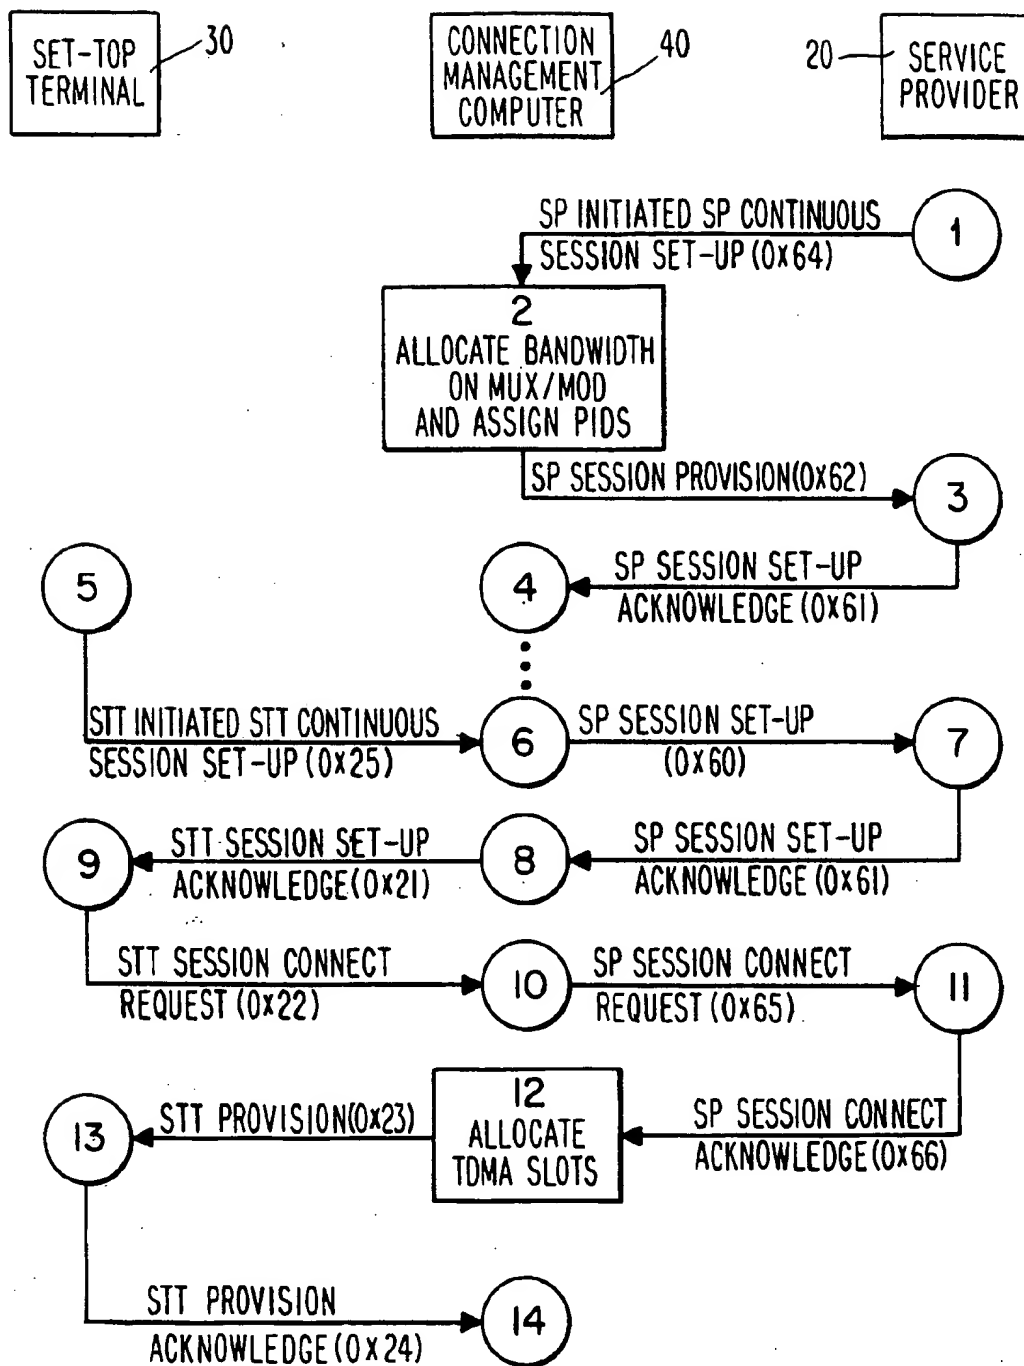 SET-TOP
TERMINAL
30
CONNECTION
MANAGEMENT
COMPUTER
40
20
SERVICE
PROVIDER
SP INITIATED SP CONTINUOUS
SESSION SET-UP (0X64)
1
2
ALLOCATE BANDWIDTH
ON MUX/MOD
AND ASSIGN PIDS
SP SESSION PROVISION(0X62)
3
SP SESSION SET-UP
ACKNOWLEDGE (0X61)
4
5
STT INITIATED STT CONTINUOUS
SESSION SET-UP (0X25)
6
SP SESSION SET-UP
(0X60)
7
SP SESSION SET-UP
ACKNOWLEDGE (0X61)
8
STT SESSION SET-UP
ACKNOWLEDGE(0X21)
9
STT SESSION CONNECT
REQUEST (0X22)
10
SP SESSION CONNECT
REQUEST (0X65)
11
SP SESSION CONNECT
ACKNOWLEDGE(0X66)
12
ALLOCATE
TDMA SLOTS
STT PROVISION(0X23)
13
STT PROVISION
ACKNOWLEDGE(0X24)
14